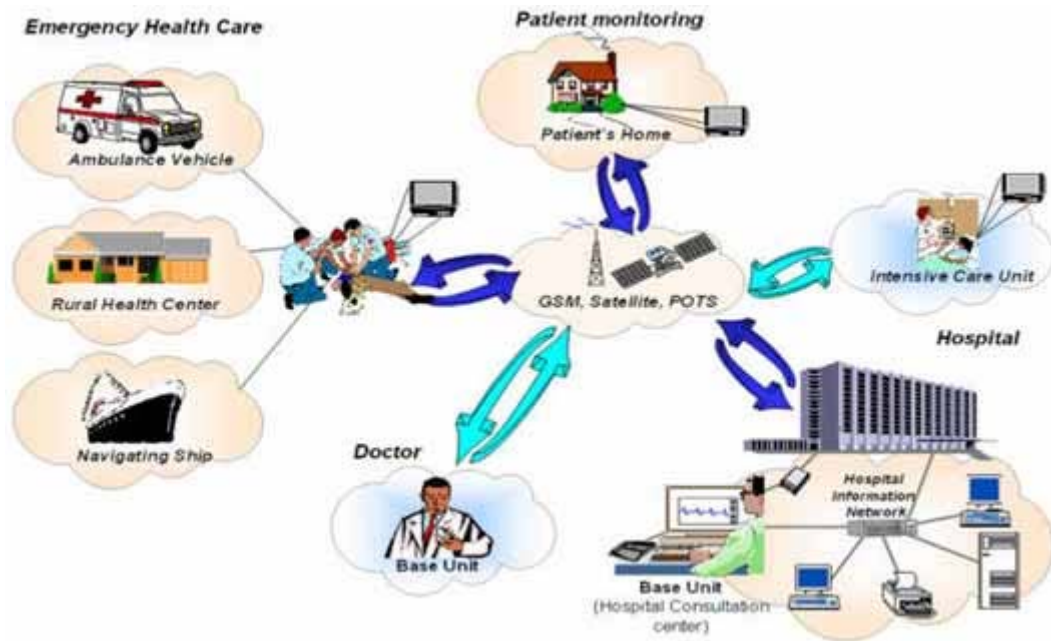 Emergency Health Care
Patient monitoring
Ambulance Vehicle
Patient's Home
Rural Health Center
GSM, Satellite, POTS
Intensive Care Unit
Hospital
Navigating Ship
Doctor
Base Unit
Hospital
Information
Network
Base Unit
(Hospital Consultation
center)